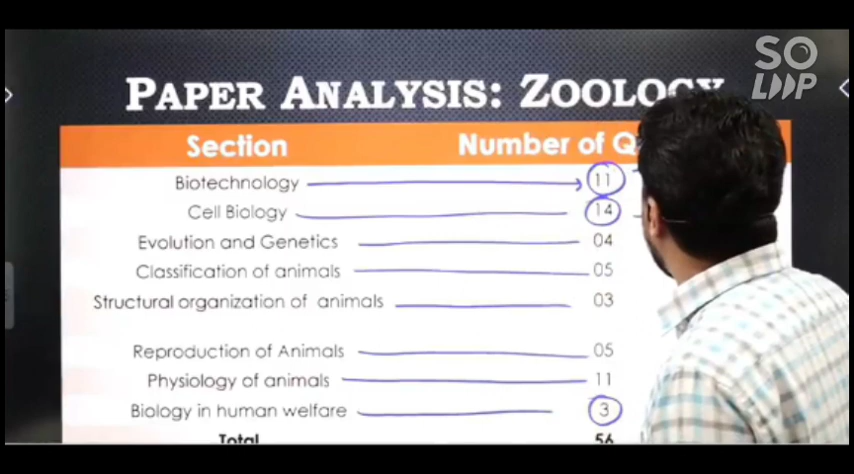 SO
LOOP
PAPER ANALYSIS: ZOOLOGY
Section Number of Q
Biotechnology 11
Cell Biology 14
Evolution and Genetics 04
Classification of animals 05
Structural organization of animals 03
Reproduction of Animals 05
Physiology of animals 11
Biology in human welfare 3
Total 56